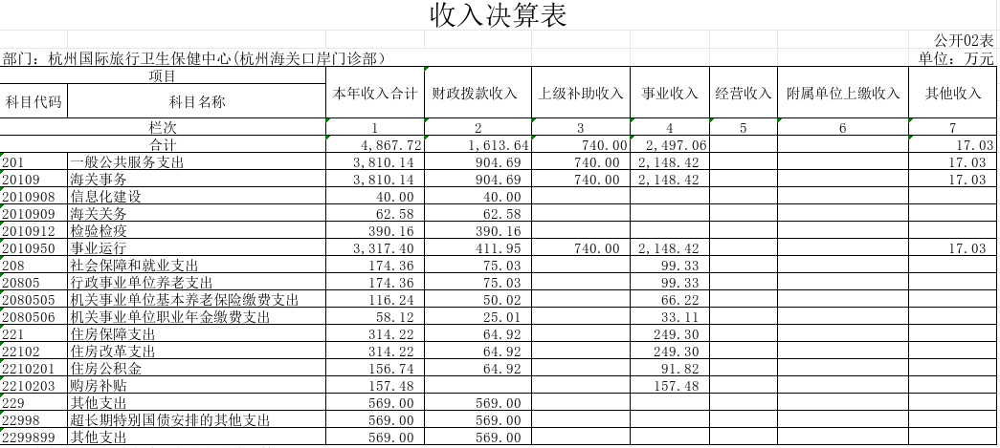 收入决算表
公开02表
部门：杭州国际旅行卫生保健中心(杭州海关口岸门诊部） 单位：万元
项目 本年收入合计 财政拨款收入 上级补助收入 事业收入 经营收入 附属单位上缴收入 其他收入
科目代码 科目名称
栏次 1 2 3 4 5 6 7
合计 4,867.72 1,613.64 740.00 2,497.06 17.03
201 一般公共服务支出 3,810.14 904.69 740.00 2,148.42 17.03
20109 海关事务 3,810.14 904.69 740.00 2,148.42 17.03
2010908 信息化建设 40.00 40.00
2010909 海关关务 62.58 62.58
2010912 检验检疫 390.16 390.16
2010950 事业运行 3,317.40 411.95 740.00 2,148.42 17.03
208 社会保障和就业支出 174.36 75.03 99.33
20805 行政事业单位养老支出 174.36 75.03 99.33
2080505 机关事业单位基本养老保险缴费支出 116.24 50.02 66.22
2080506 机关事业单位职业年金缴费支出 58.12 25.01 33.11
221 住房保障支出 314.22 64.92 249.30
22102 住房改革支出 314.22 64.92 249.30
2210201 住房公积金 156.74 64.92 91.82
2210203 购房补贴 157.48 157.48
229 其他支出 569.00 569.00
22998 超长期特别国债安排的其他支出 569.00 569.00
2299899 其他支出 569.00 569.00